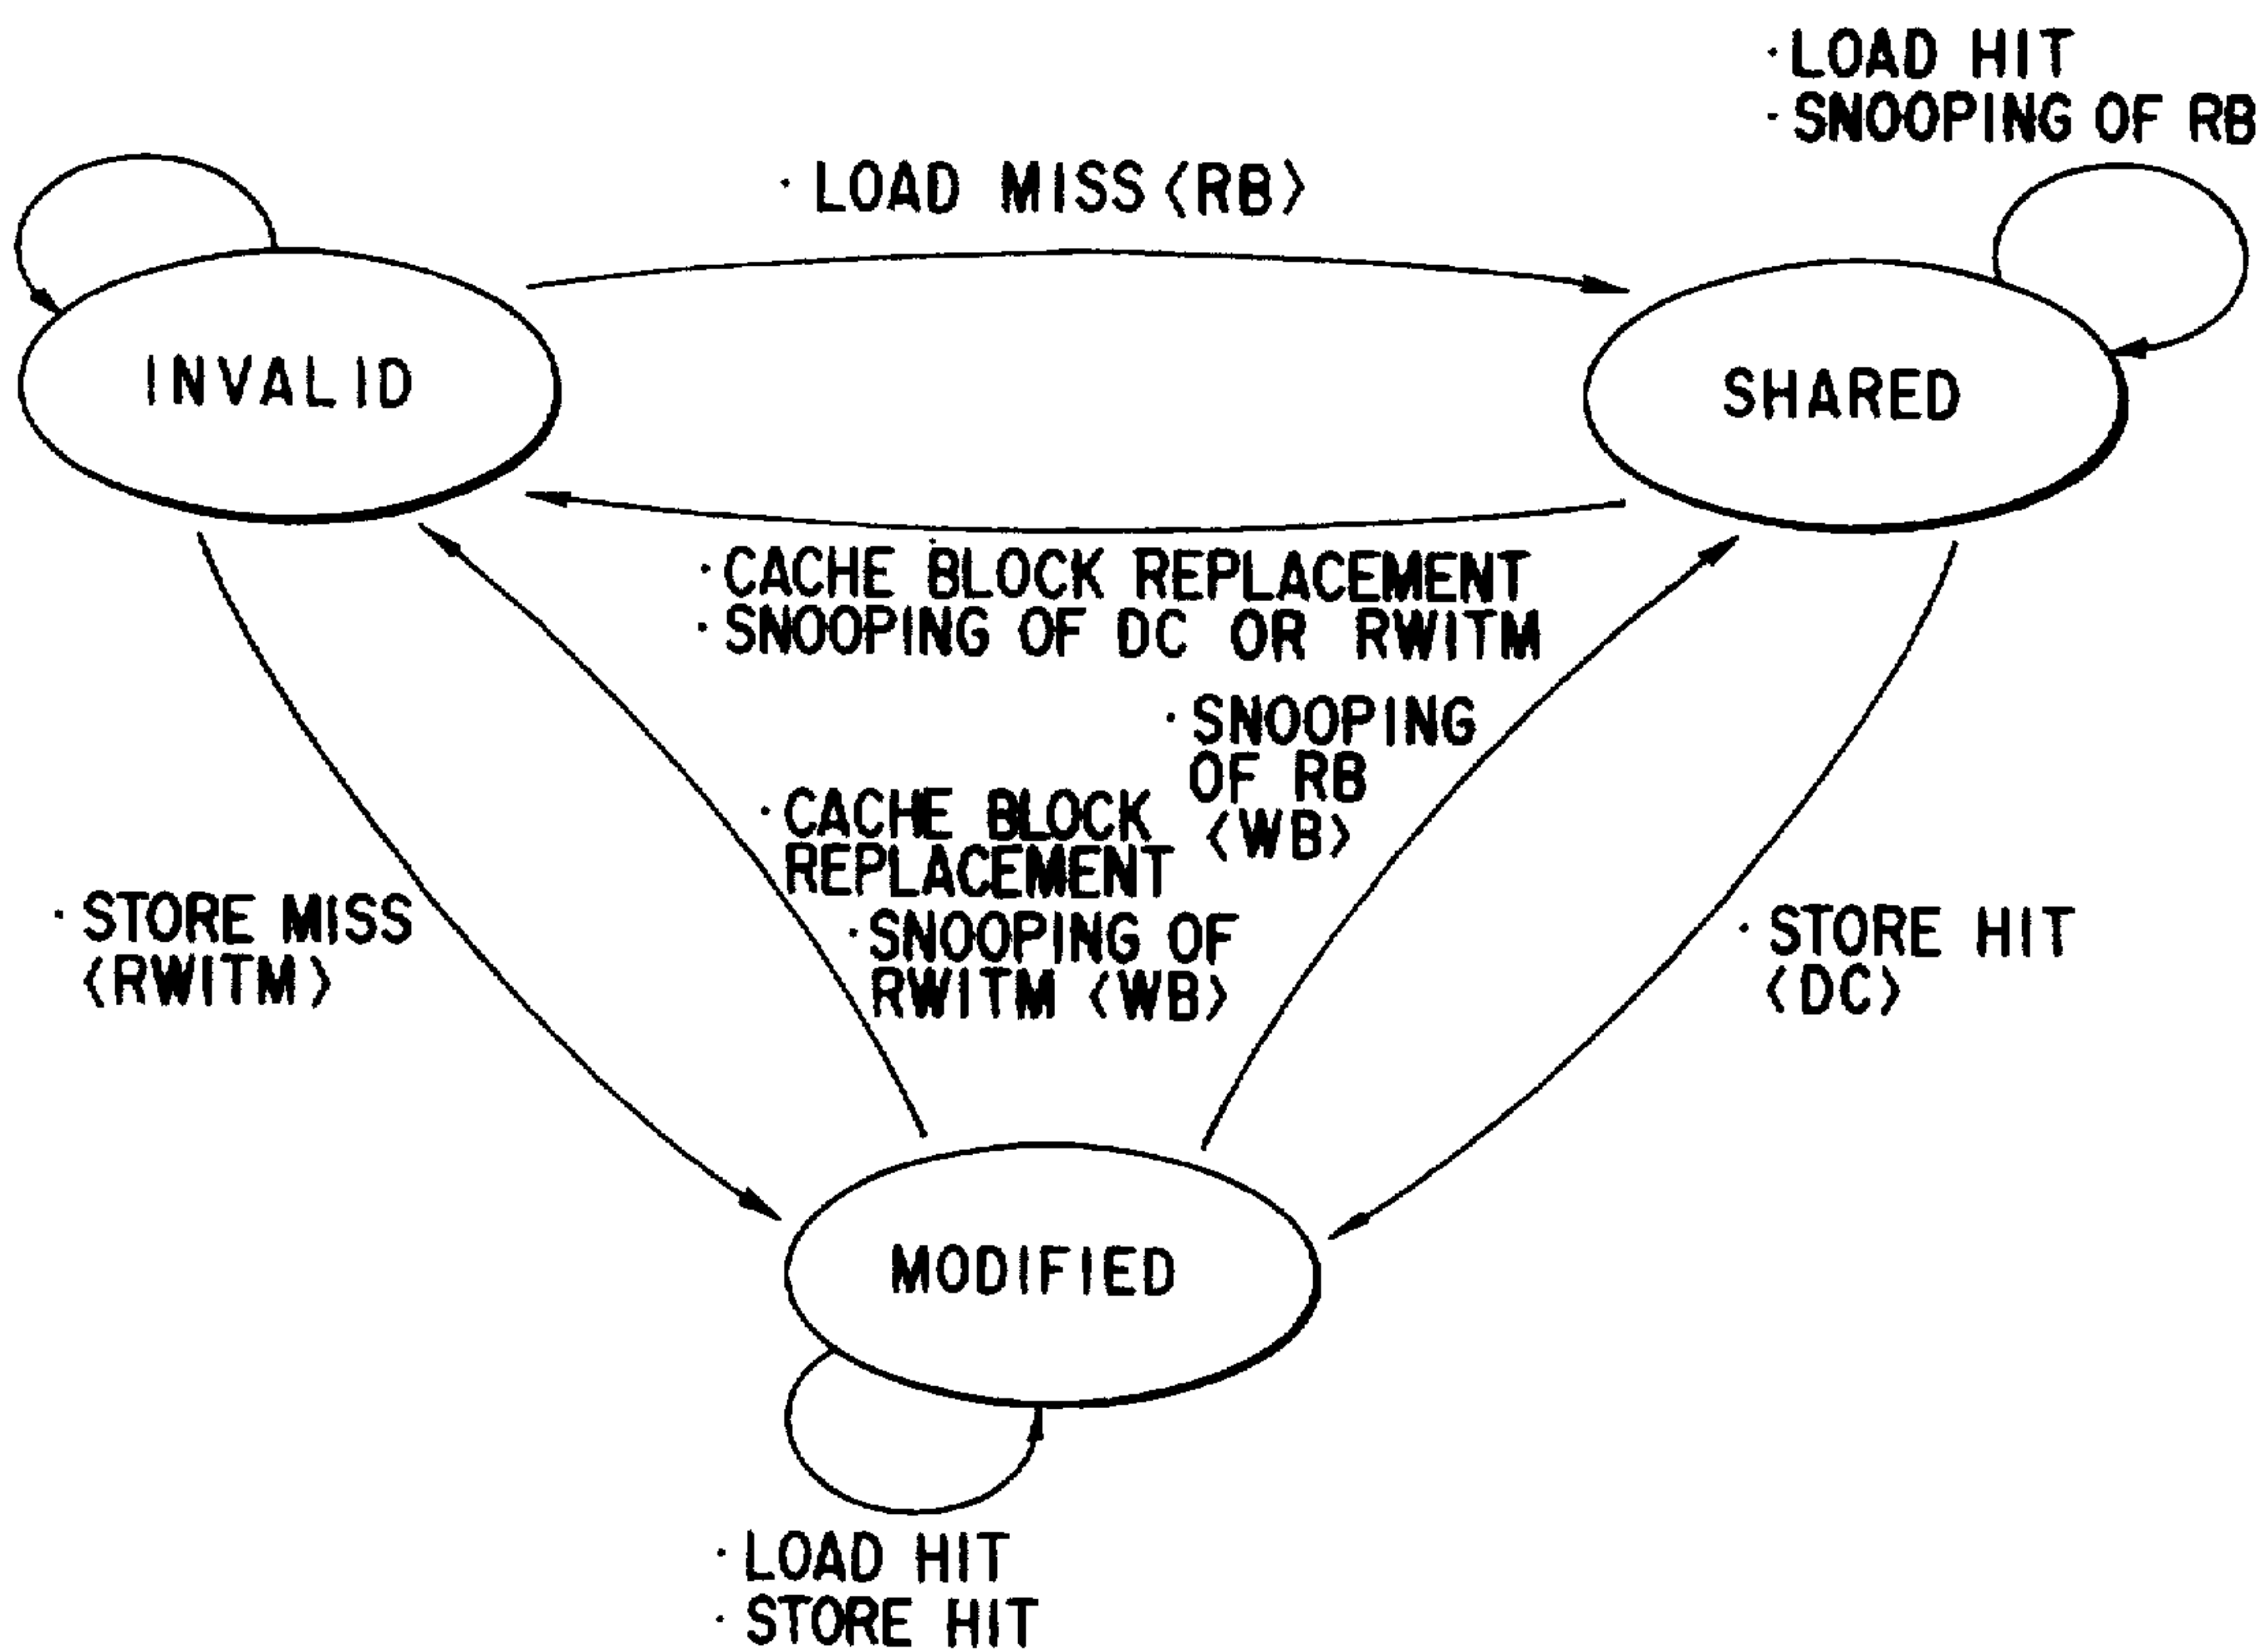 · LOAD HIT
· SNOOPING OF RB
· LOAD MISS 〈RB〉
INVALID
SHARED
· CACHE BLOCK REPLACEMENT
· SNOOPING OF DC OR RWITM
· SNOOPING
OF RB
〈WB〉
· CACHE BLOCK
REPLACEMENT
· SNOOPING OF
RWITM 〈WB〉
· STORE MISS
〈RWITM〉
· STORE HIT
〈DC〉
MODIFIED
· LOAD HIT
· STORE HIT